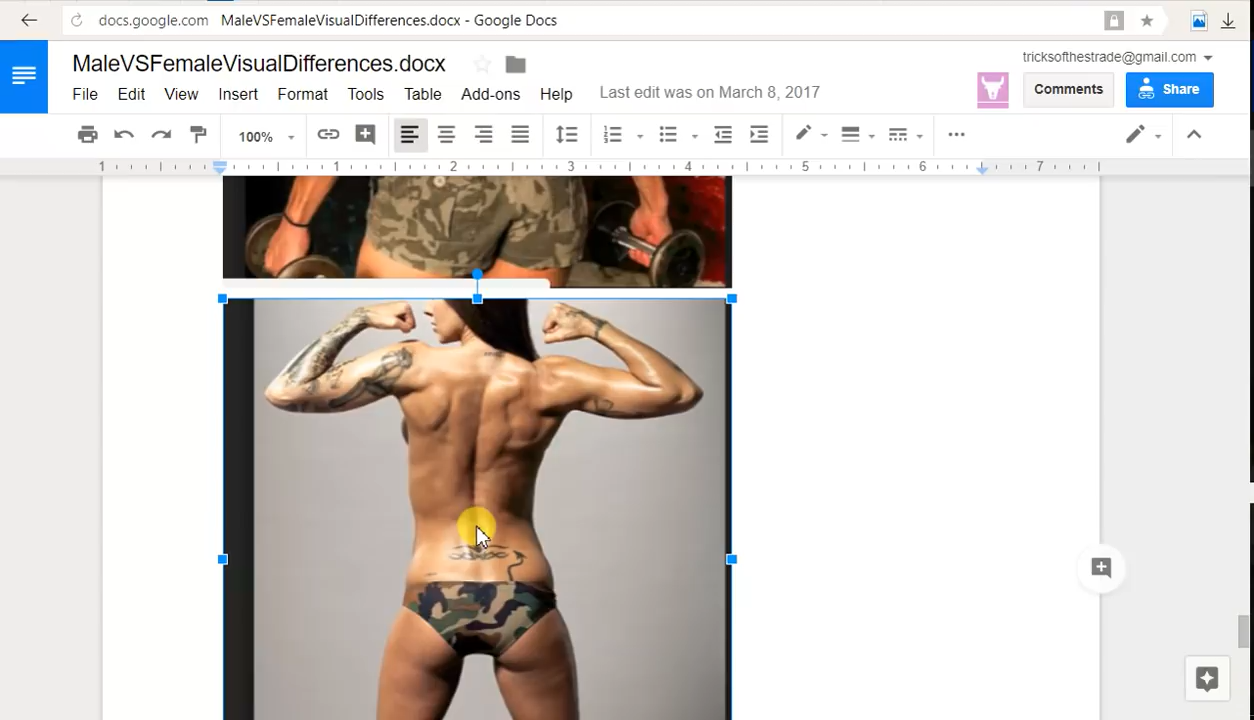 docs.google.com MaleVSFemaleVisualDifferences.docx - Google Docs
MaleVSFemaleVisualDifferences.docx
tricksofthestrade@gmail.com
File Edit View Insert Format Tools Table Add-ons Help Last edit was on March 8, 2017
Comments Share
100%
1 1 2 3 4 5 6 7